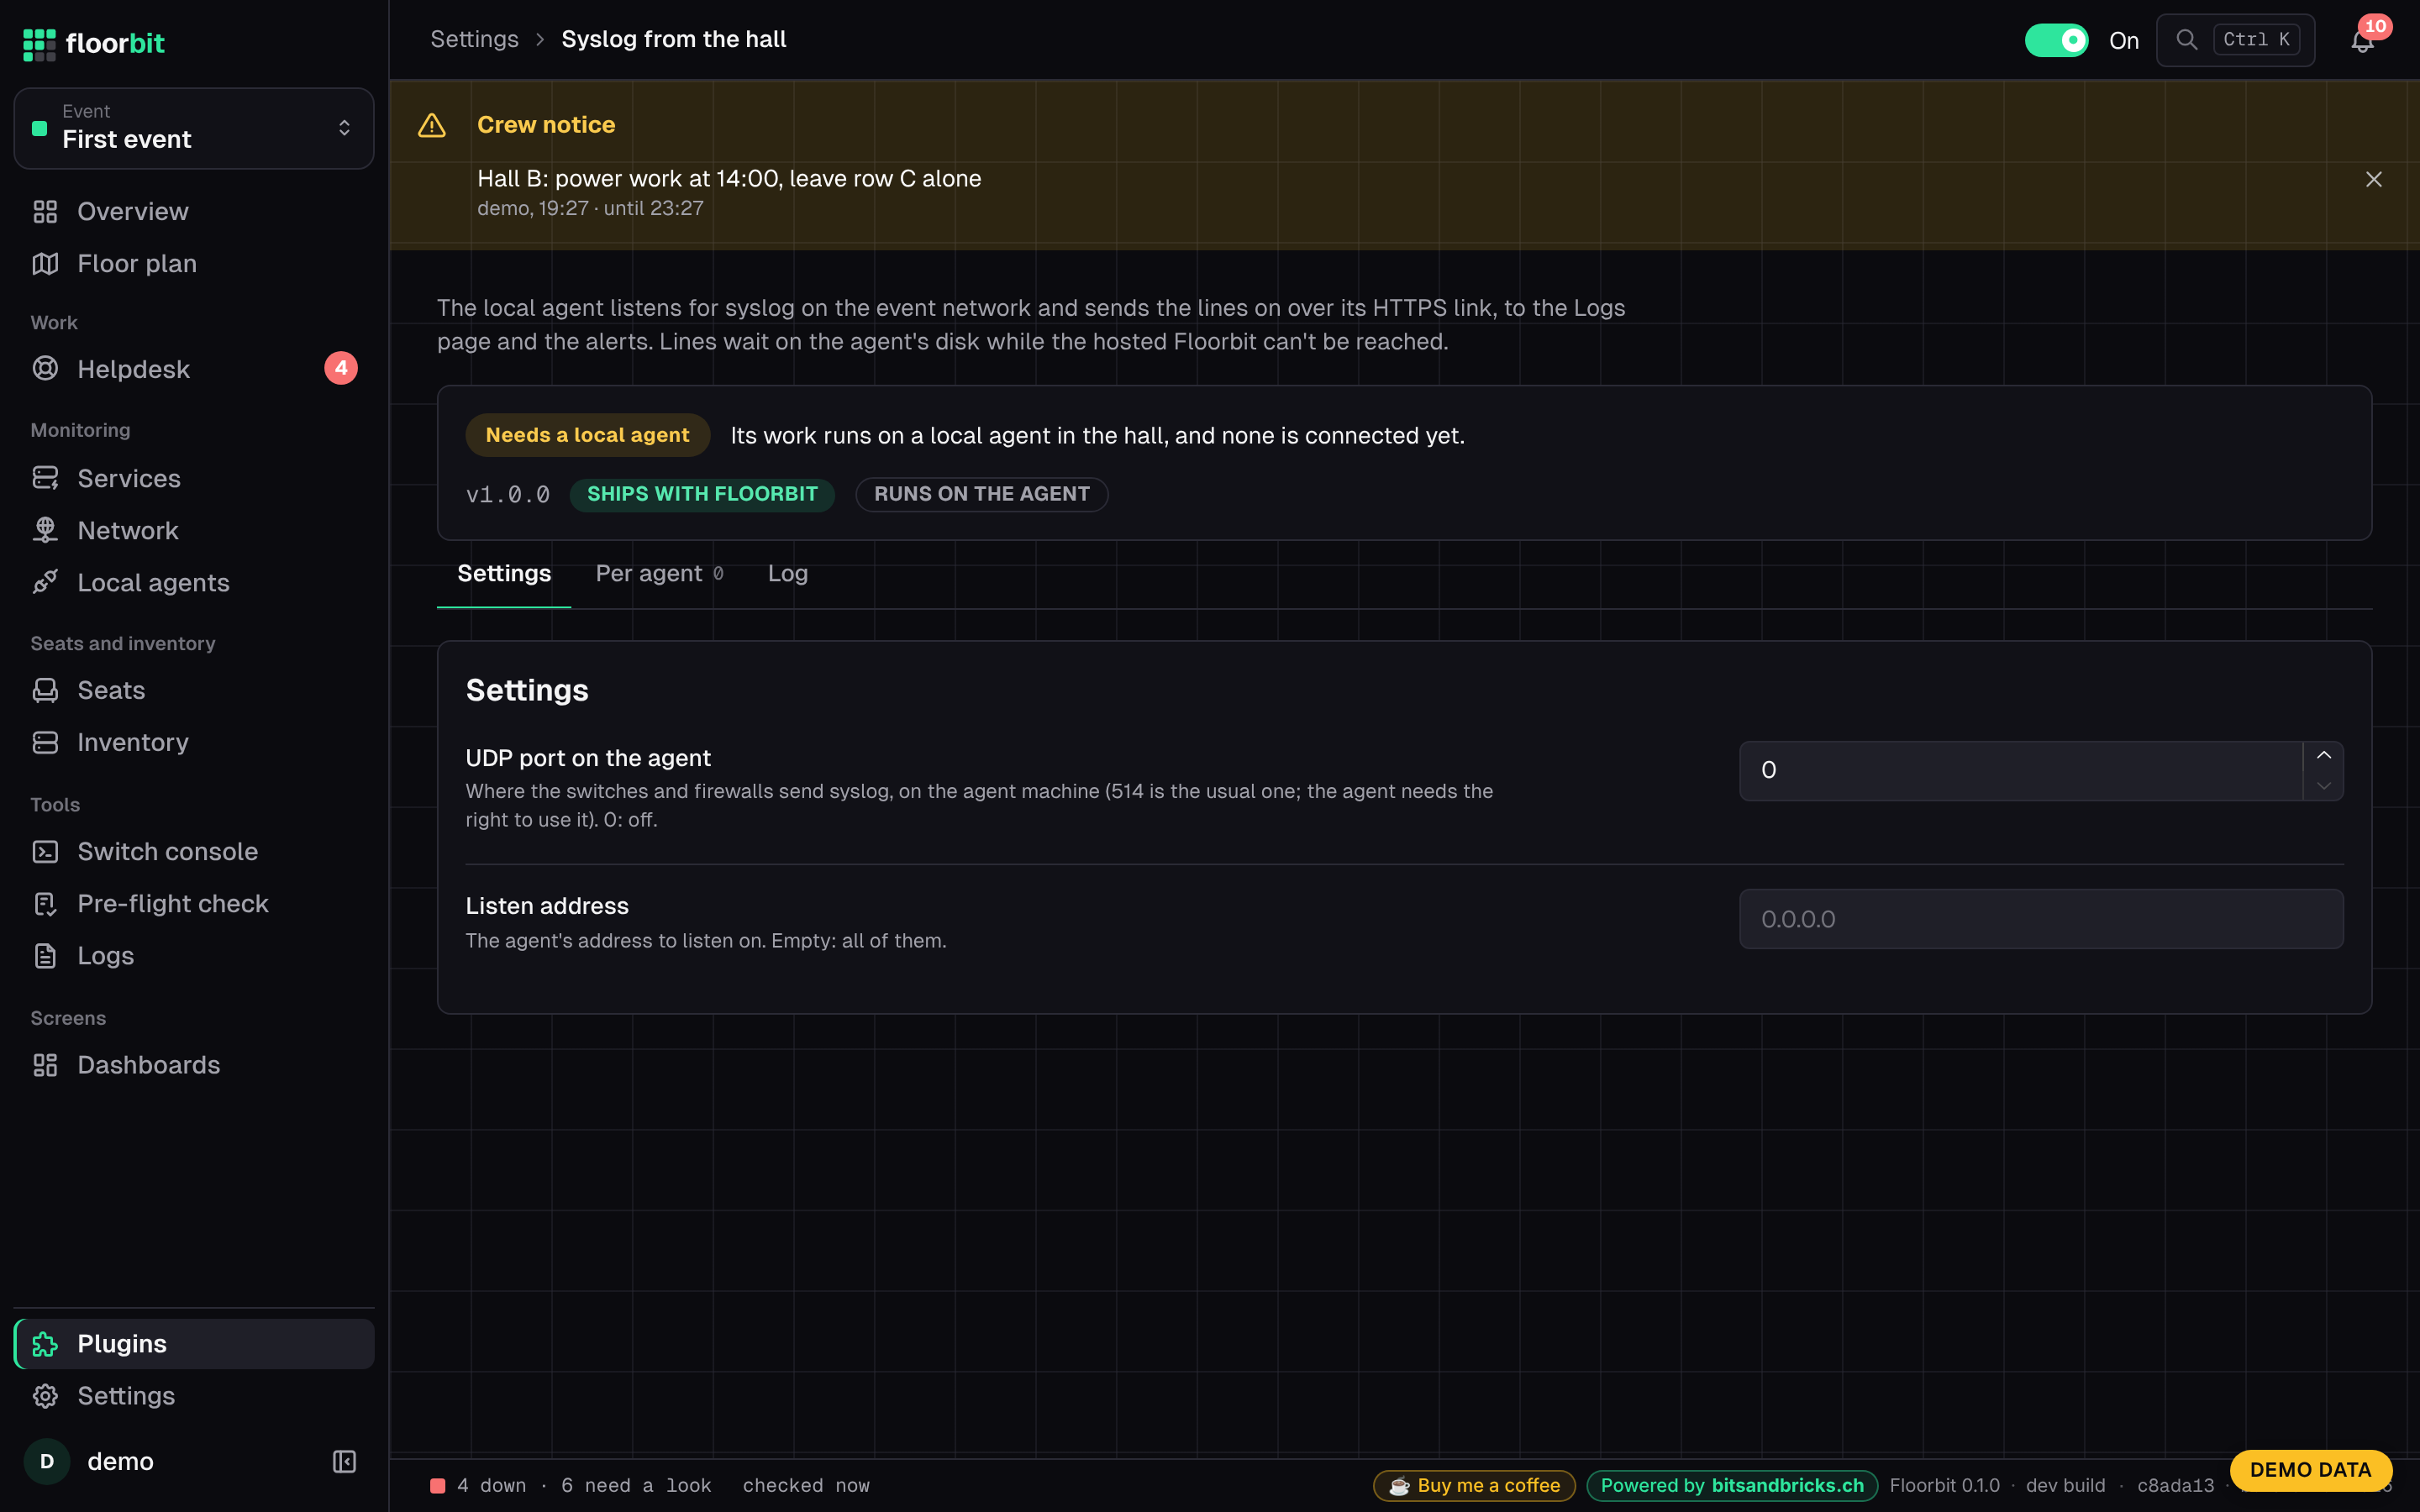 floorbit
Event
First event
Overview
Floor plan
Work
Helpdesk 4
Monitoring
Services
Network
Local agents
Seats and inventory
Seats
Inventory
Tools
Switch console
Pre-flight check
Logs
Screens
Dashboards
Plugins
Settings
D demo
Settings > Syslog from the hall
On
Ctrl K
10
Crew notice
Hall B: power work at 14:00, leave row C alone
demo, 19:27 · until 23:27
The local agent listens for syslog on the event network and sends the lines on over its HTTPS link, to the Logs
page and the alerts. Lines wait on the agent's disk while the hosted Floorbit can't be reached.
Needs a local agent Its work runs on a local agent in the hall, and none is connected yet.
v1.0.0 SHIPS WITH FLOORBIT RUNS ON THE AGENT
Settings Per agent 0 Log
Settings
UDP port on the agent
Where the switches and firewalls send syslog, on the agent machine (514 is the usual one; the agent needs the
right to use it). 0: off.
0
Listen address
The agent's address to listen on. Empty: all of them.
0.0.0.0
4 down · 6 need a look checked now
Buy me a coffee
Powered by bitsandbricks.ch
Floorbit 0.1.0 · dev build · c8ada13 ·
DEMO DATA